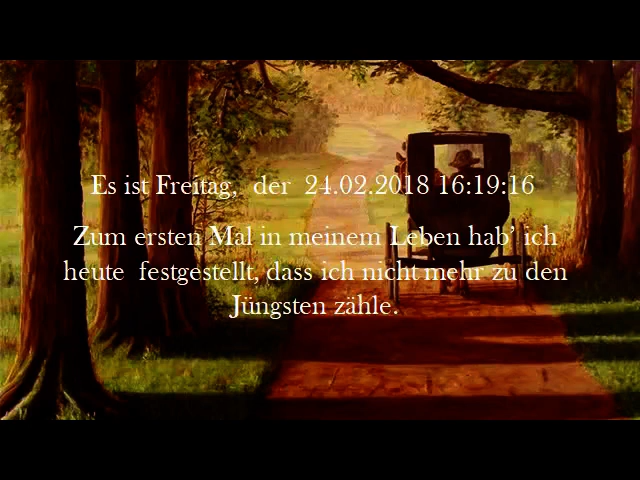 Es ist Freitag, der 24.02.2018 16:19:16
Zum ersten Mal in meinem Leben hab’ ich
heute festgestellt, dass ich nicht mehr zu den
Jüngsten zähle.